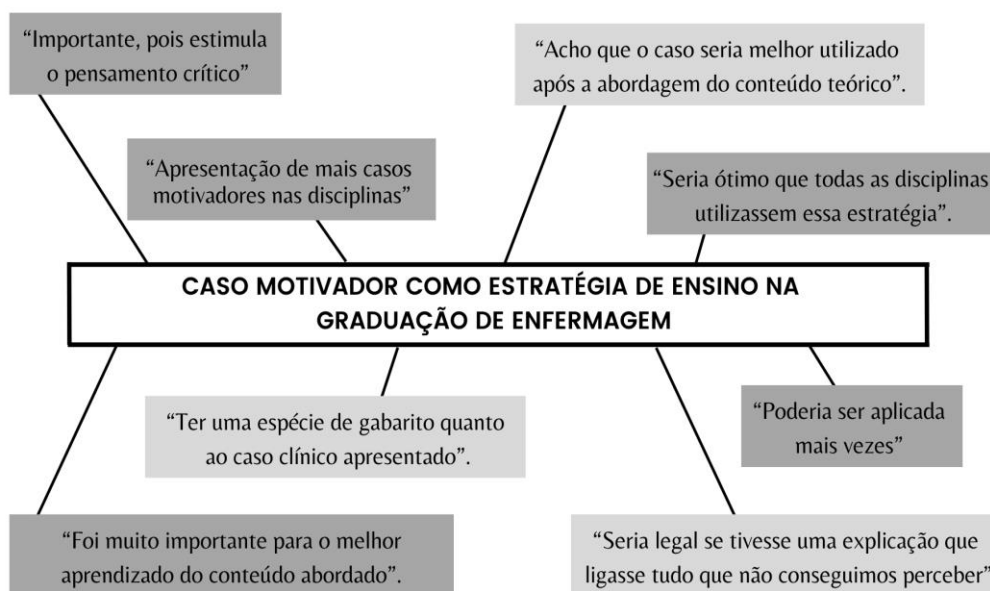 “Importante, pois estimula
o pensamento crítico”
“Acho que o caso seria melhor utilizado
após a abordagem do conteúdo teórico”.
“Apresentação de mais casos
motivadores nas disciplinas”
“Seria ótimo que todas as disciplinas
utilizassem essa estratégia”.
CASO MOTIVADOR COMO ESTRATÉGIA DE ENSINO NA
GRADUAÇÃO DE ENFERMAGEM
“Ter uma espécie de gabarito quanto
ao caso clínico apresentado”.
“Poderia ser aplicada
mais vezes”
“Foi muito importante para o melhor
aprendizado do conteúdo abordado”.
“Seria legal se tivesse uma explicação que
ligasse tudo que não conseguimos perceber”